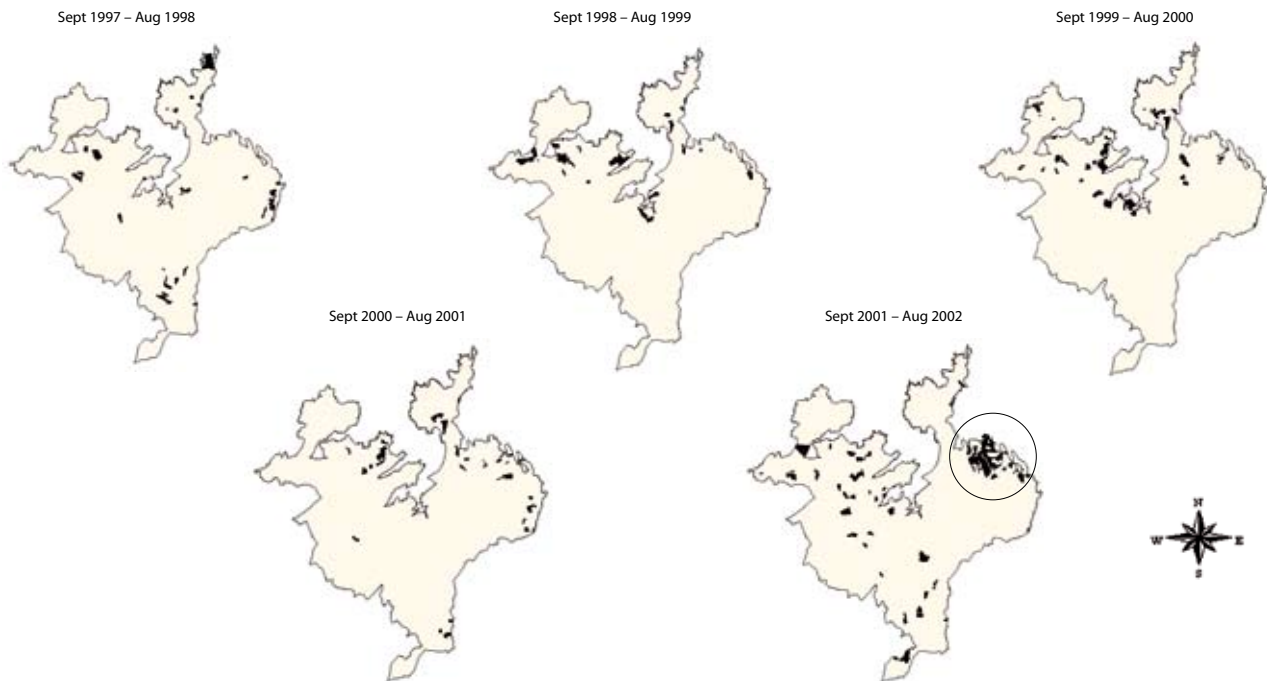 Sept 1997 – Aug 1998
Sept 1998 – Aug 1999
Sept 1999 – Aug 2000
Sept 2000 – Aug 2001
Sept 2001 – Aug 2002
N
W E
S